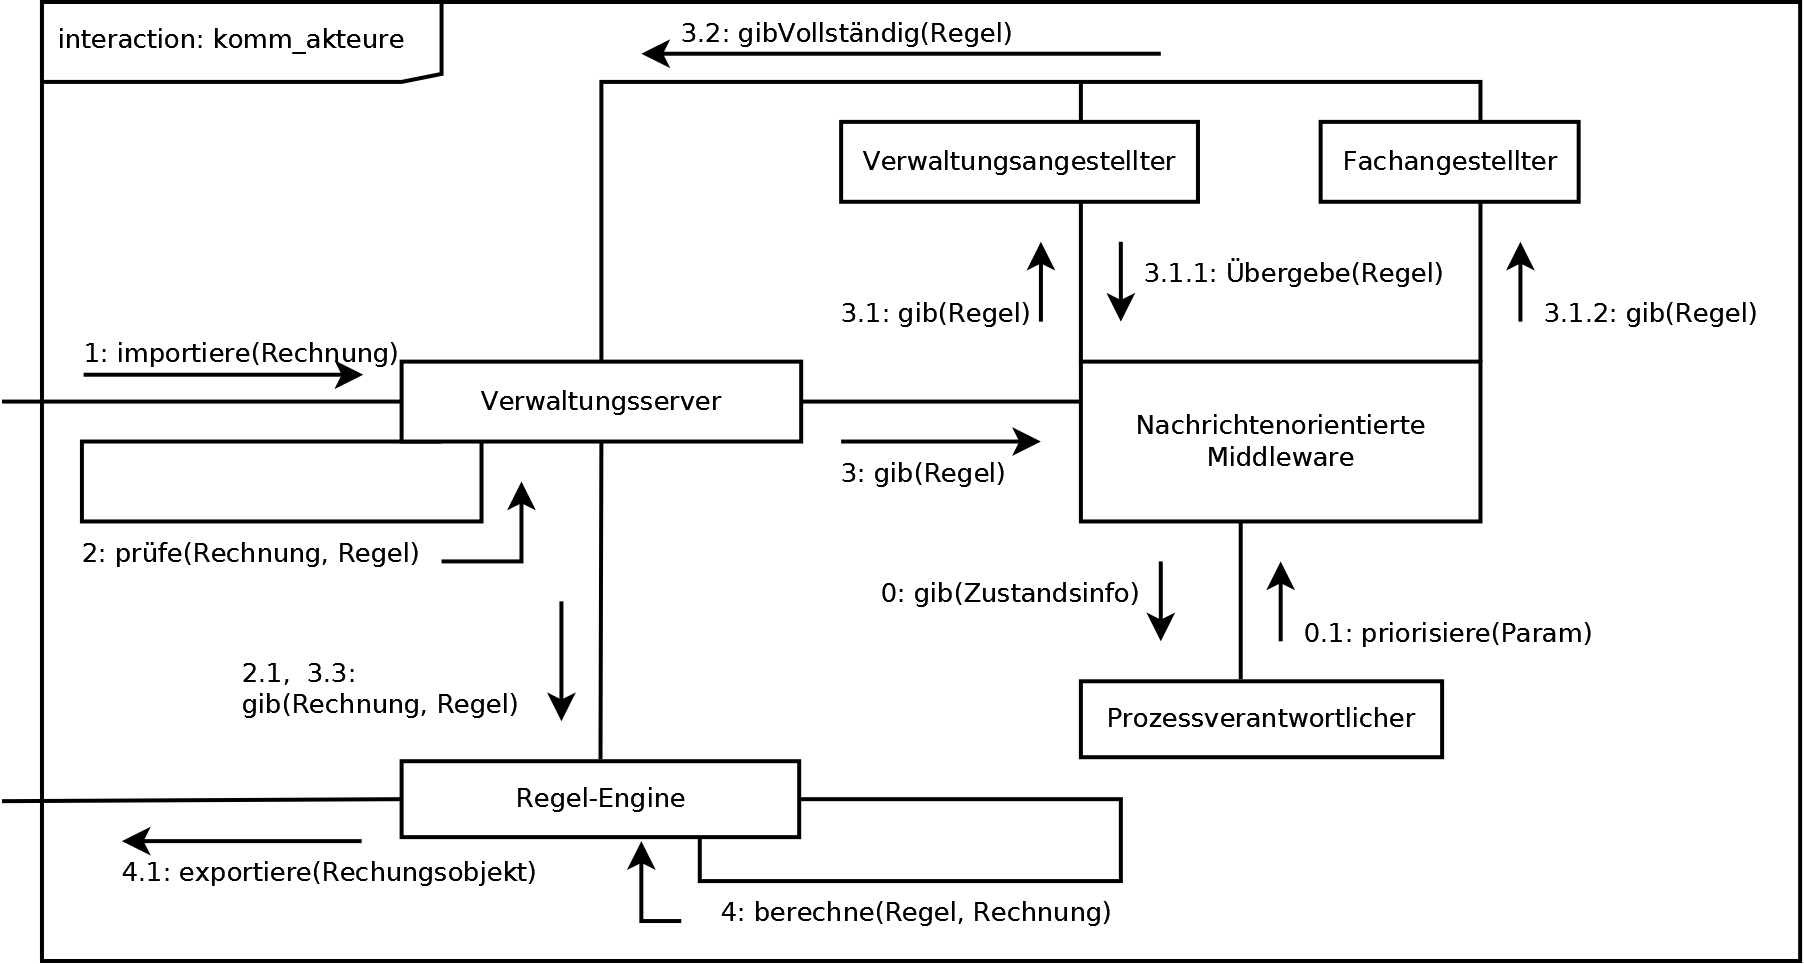 interaction: komm_akteure
3.2: gibVollständig(Regel)
Verwaltungsangestellter
Fachangestellter
3.1.1: Übergebe(Regel)
3.1: gib(Regel)
3.1.2: gib(Regel)
1: importiere(Rechnung)
Verwaltungsserver
Nachrichtenorientierte
Middleware
3: gib(Regel)
2: prüfe(Rechnung, Regel)
0: gib(Zustandsinfo)
0.1: priorisiere(Param)
2.1, 3.3:
gib(Rechnung, Regel)
Prozessverantwortlicher
Regel-Engine
4.1: exportiere(Rechungsobjekt)
4: berechne(Regel, Rechnung)